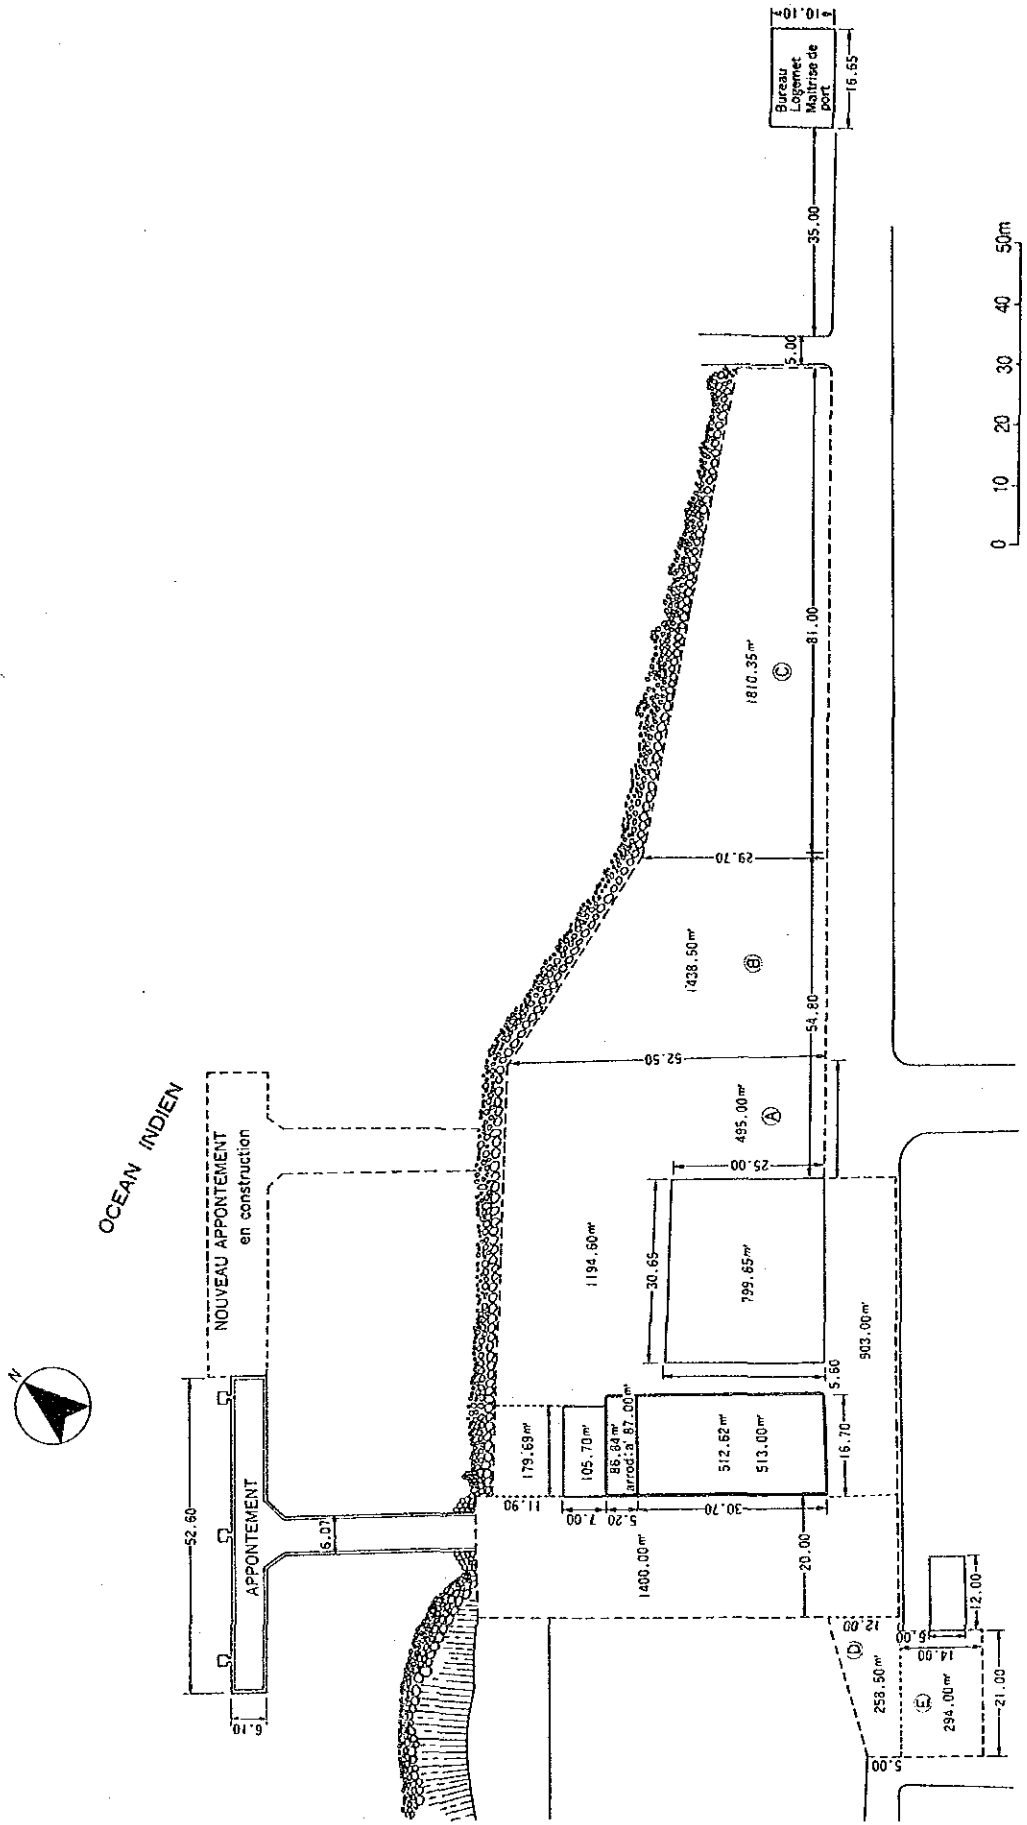 10.10
Bureau
Logemet
Maîtrise de
port
16.65
35.00
5.00
50m
40
30
20
10
0
OCEAN INDIEN
N
NOUVEAU APPONTEMENT
en construction
52.60
APPONTEMENT
6.07
6.10
81.00
1810.35m²
C
29.70
1438.50m²
B
54.80
52.50
495.00m²
A
25.00
1194.60m²
30.65
799.65m²
903.00m²
5.60
179.69m²
105.70m²
86.84m²
arrod:a' 87.00m²
512.62m²
513.00m²
16.70
11.90
7.00
5.20
30.70
1400.00m²
20.00
12.00
12.00
5.00
14.00
D
258.50m²
E
294.00m²
21.00
5.00